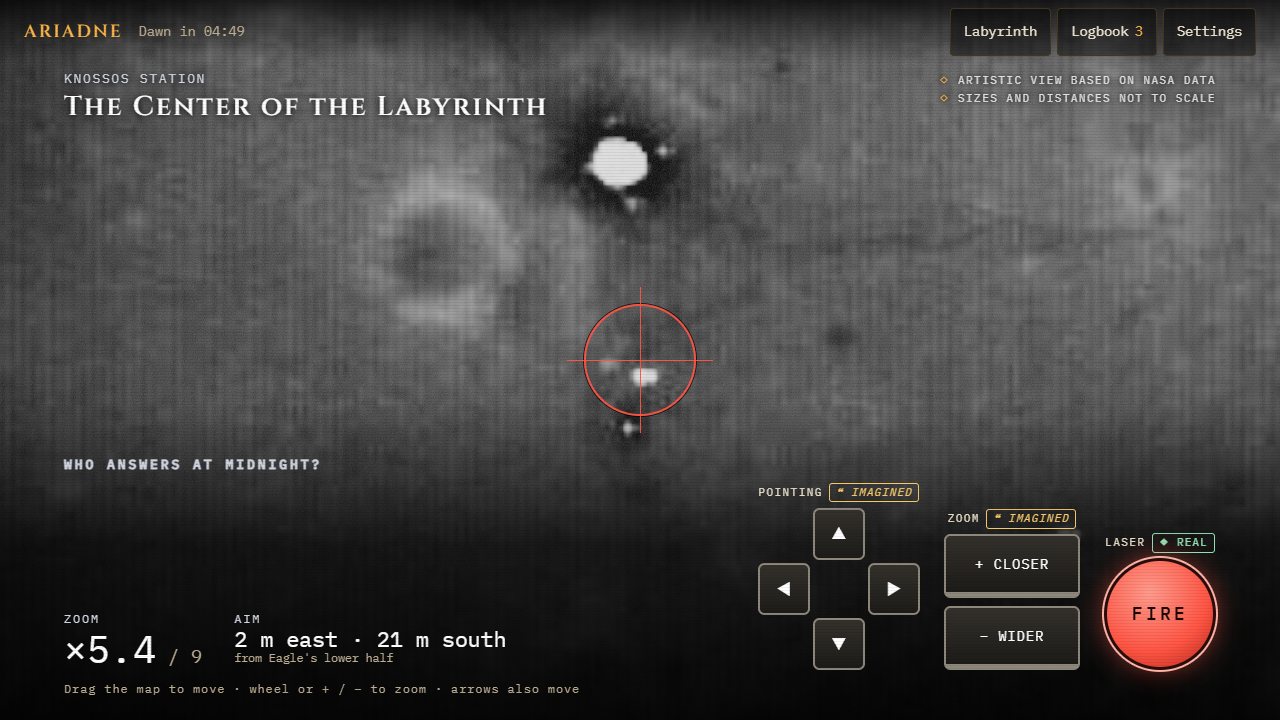 ARIADNE Dawn in 04:49
Labyrinth
Logbook 3
Settings
KNOSSOS STATION
The Center of the Labyrinth
◇ ARTISTIC VIEW BASED ON NASA DATA
◇ SIZES AND DISTANCES NOT TO SCALE
WHO ANSWERS AT MIDNIGHT?
POINTING ❝ IMAGINED
ZOOM ❝ IMAGINED
+ CLOSER
− WIDER
LASER ◆ REAL
FIRE
ZOOM
×5.4 / 9
AIM
2 m east · 21 m south
from Eagle's lower half
Drag the map to move · wheel or + / − to zoom · arrows also move